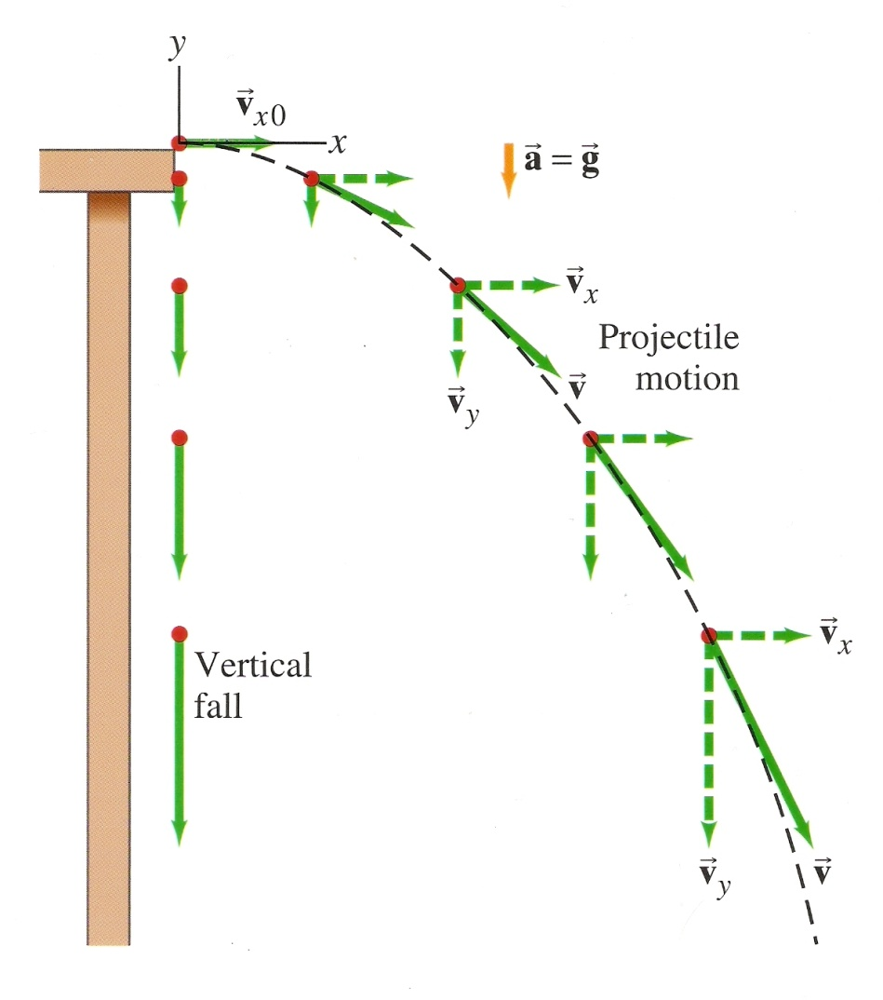 y
v⃗x0
x
a⃗ = g⃗
v⃗x
Projectile
motion
v⃗
v⃗y
v⃗x
Vertical
fall
v⃗y
v⃗